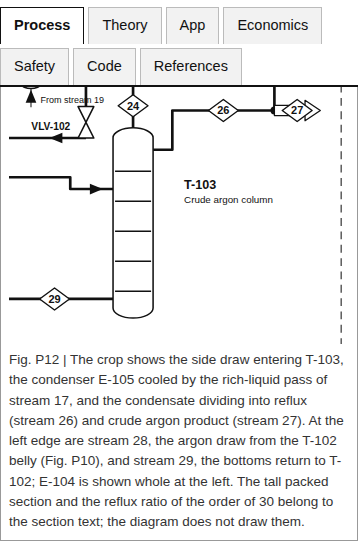 Process Theory App Economics
Safety Code References
From stream 19
24
26
27
VLV-102
T-103
Crude argon column
29
Fig. P12 | The crop shows the side draw entering T-103,
the condenser E-105 cooled by the rich-liquid pass of
stream 17, and the condensate dividing into reflux
(stream 26) and crude argon product (stream 27). At the
left edge are stream 28, the argon draw from the T-102
belly (Fig. P10), and stream 29, the bottoms return to T-
102; E-104 is shown whole at the left. The tall packed
section and the reflux ratio of the order of 30 belong to
the section text; the diagram does not draw them.